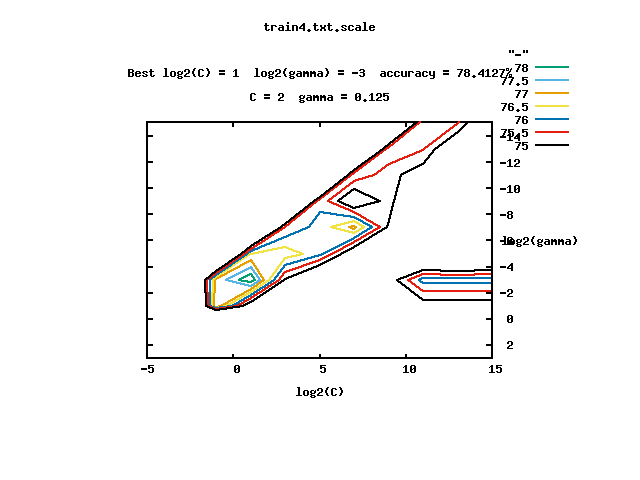 train4.txt.scale
"-"
Best log2(C) = 1  log2(gamma) = -3  accuracy = 78.4127%
78
77.5
C = 2  gamma = 0.125
77
76.5
76
75.5
-14
75
-12
-10
-8
-6
log2(gamma)
-4
-2
0
2
-5 0 5 10 15
log2(C)